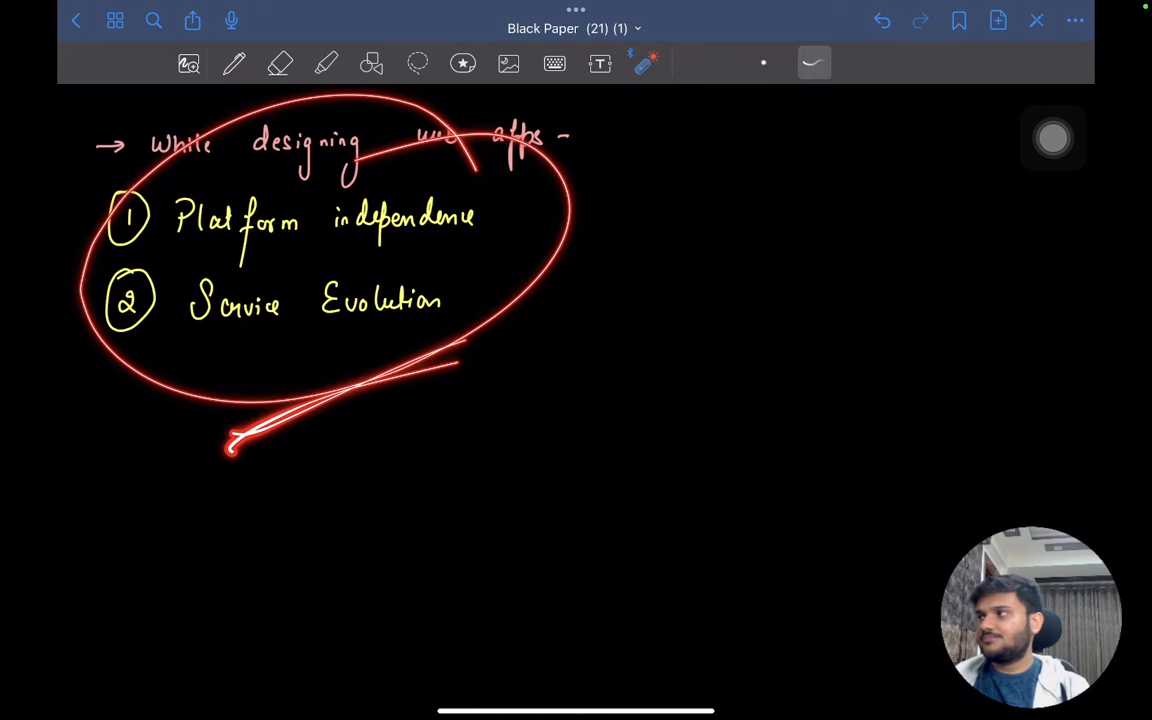 Black Paper (21) (1)
→ While designing web apps -
1 Platform independence
2 Service Evolution